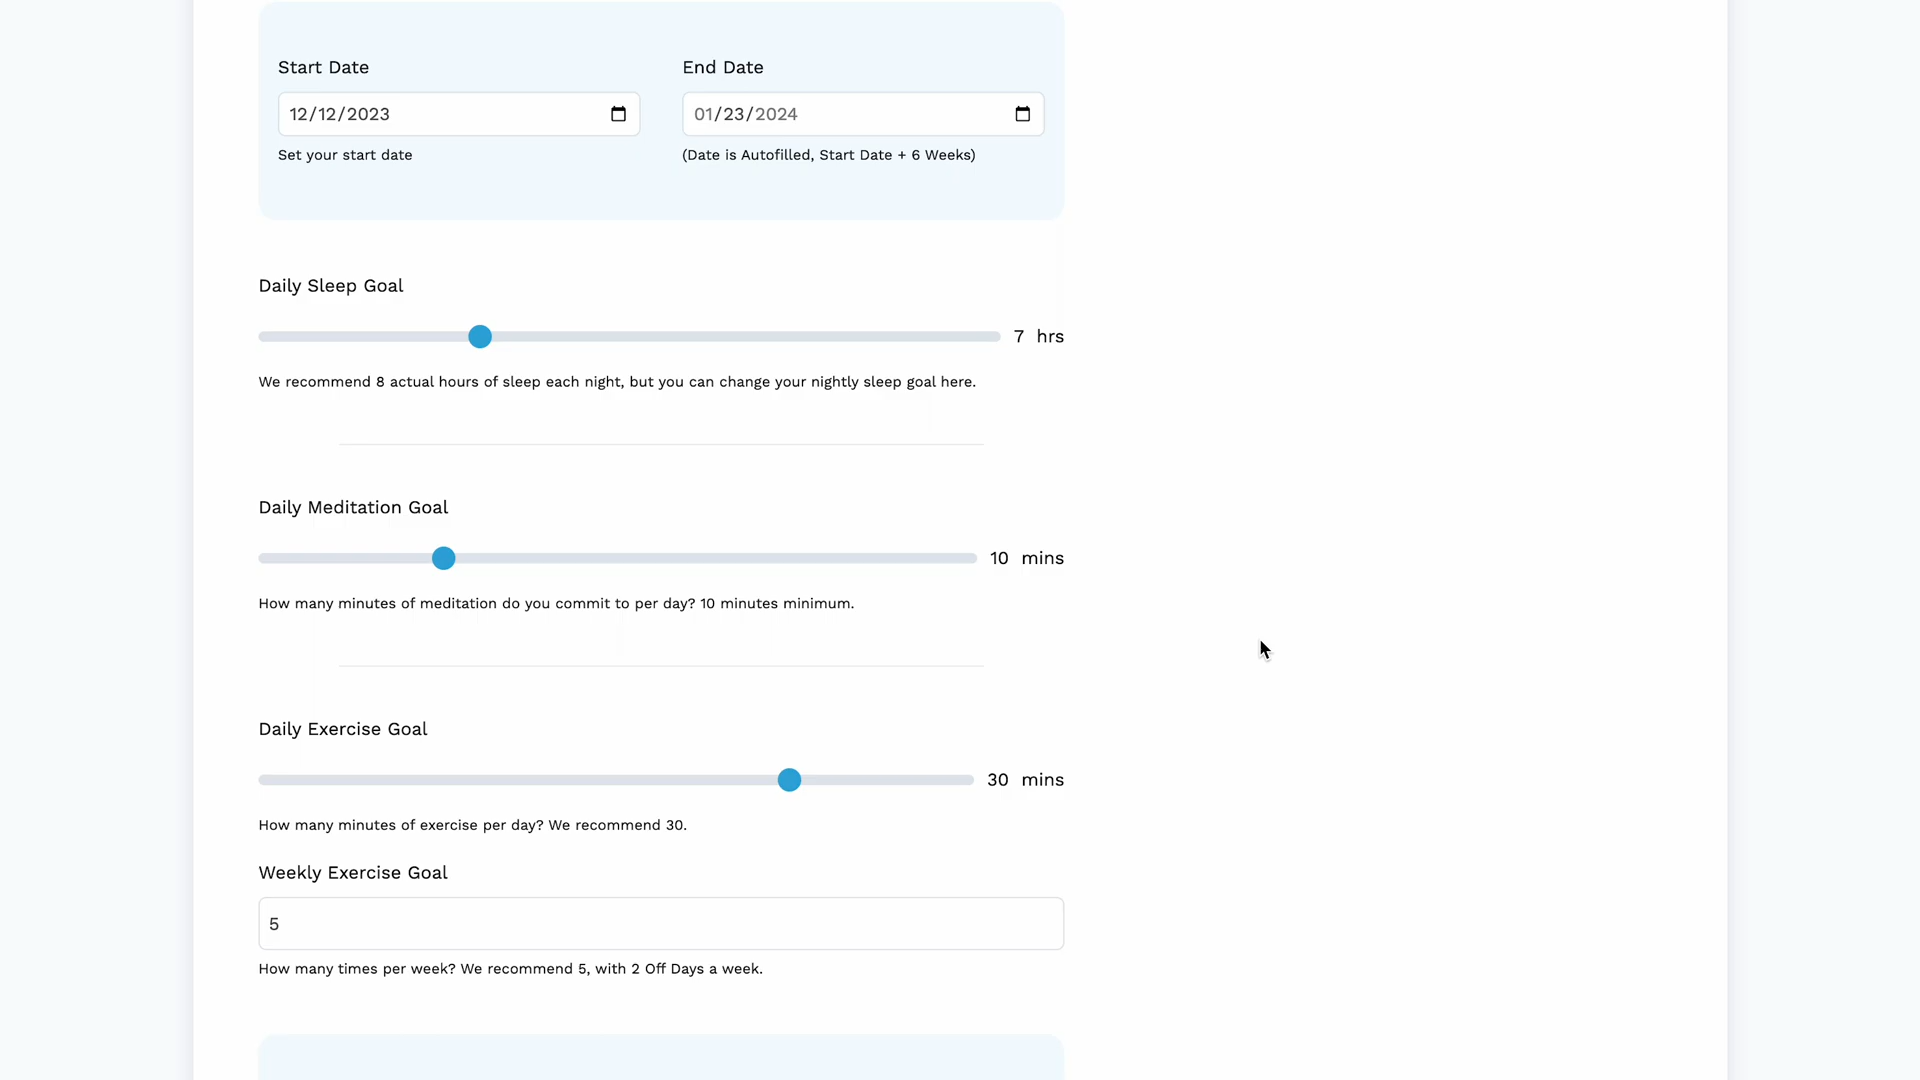 Start Date
End Date
12/12/2023
01/23/2024
Set your start date
(Date is Autofilled, Start Date + 6 Weeks)
Daily Sleep Goal
7 hrs
We recommend 8 actual hours of sleep each night, but you can change your nightly sleep goal here.
Daily Meditation Goal
10 mins
How many minutes of meditation do you commit to per day? 10 minutes minimum.
Daily Exercise Goal
30 mins
How many minutes of exercise per day? We recommend 30.
Weekly Exercise Goal
5
How many times per week? We recommend 5, with 2 Off Days a week.